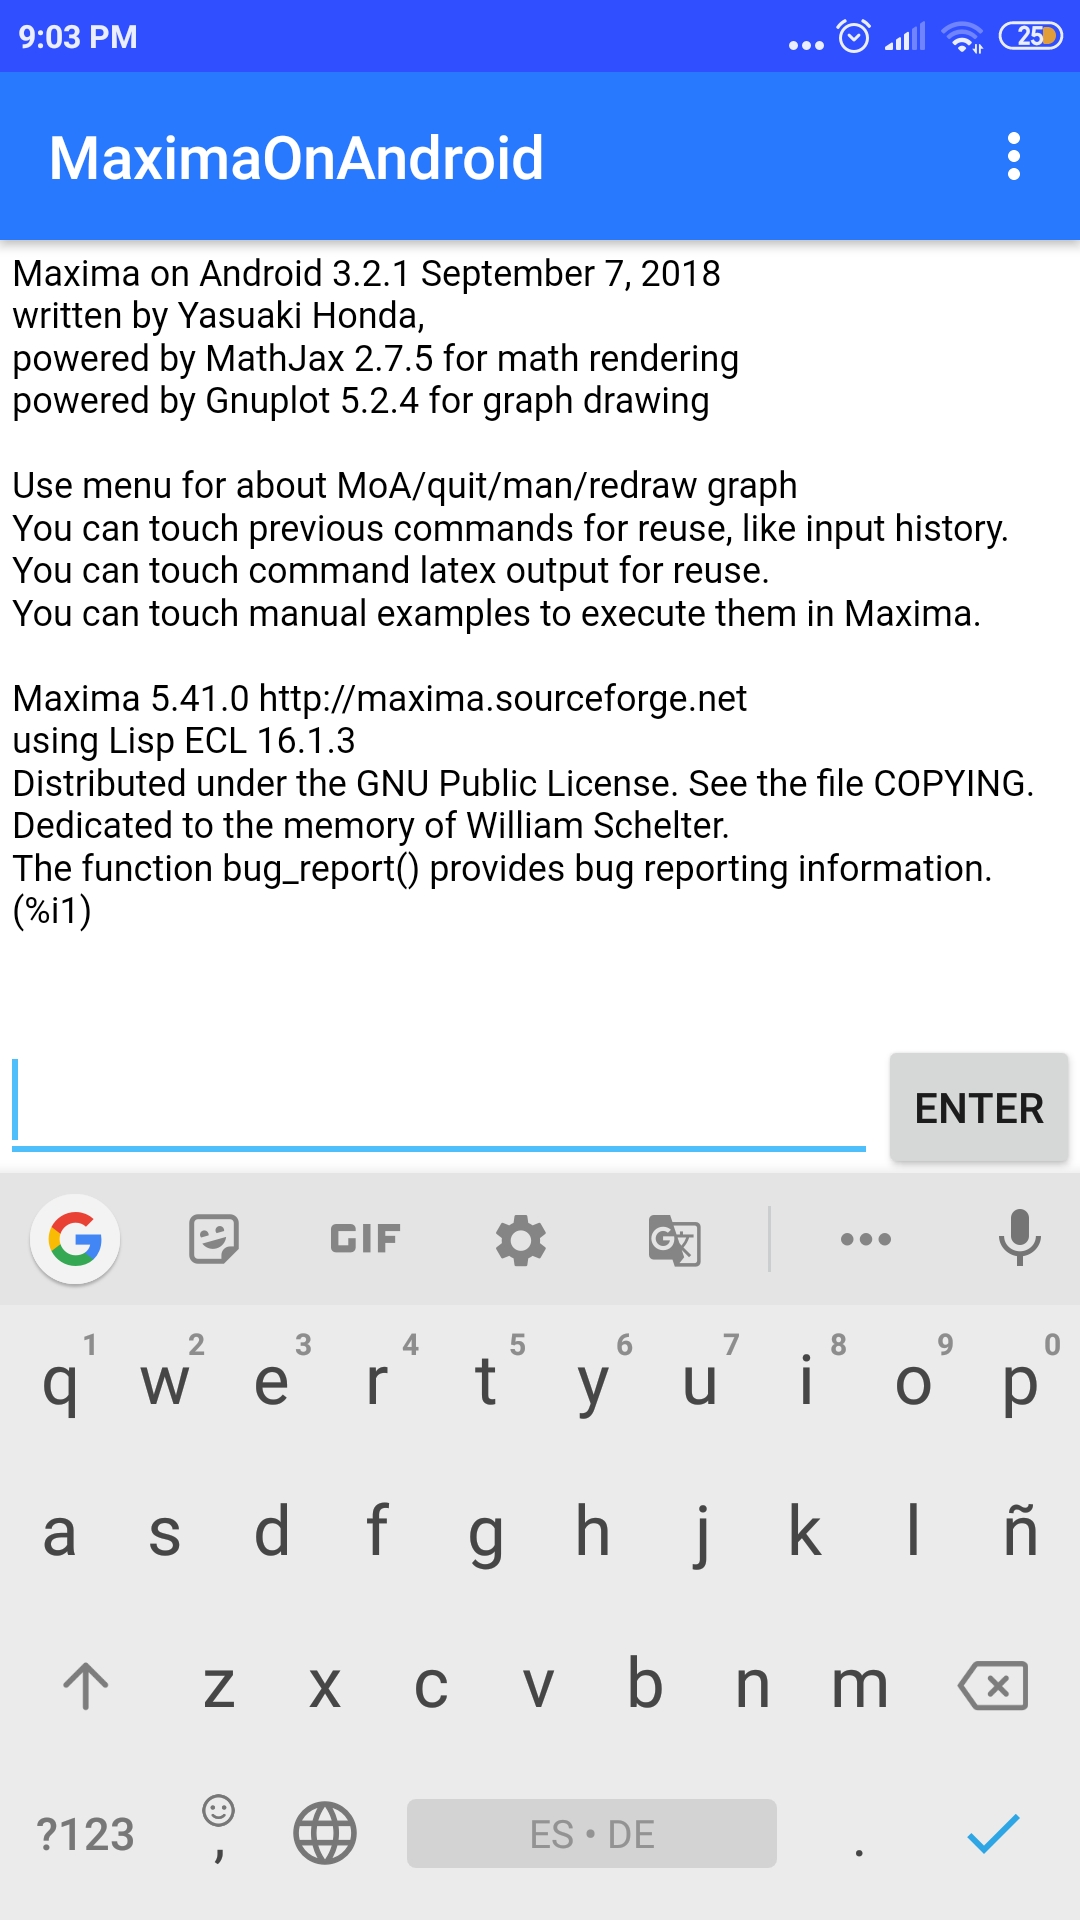 9:03 PM
25
MaximaOnAndroid
Maxima on Android 3.2.1 September 7, 2018
written by Yasuaki Honda,
powered by MathJax 2.7.5 for math rendering
powered by Gnuplot 5.2.4 for graph drawing
Use menu for about MoA/quit/man/redraw graph
You can touch previous commands for reuse, like input history.
You can touch command latex output for reuse.
You can touch manual examples to execute them in Maxima.
Maxima 5.41.0 http://maxima.sourceforge.net
using Lisp ECL 16.1.3
Distributed under the GNU Public License. See the file COPYING.
Dedicated to the memory of William Schelter.
The function bug_report() provides bug reporting information.
(%i1)
ENTER
G GIF G文
1 2 3 4 5 6 7 8 9 0
q w e r t y u i o p
a s d f g h j k l ñ
z x c v b n m
?123 , ES • DE .